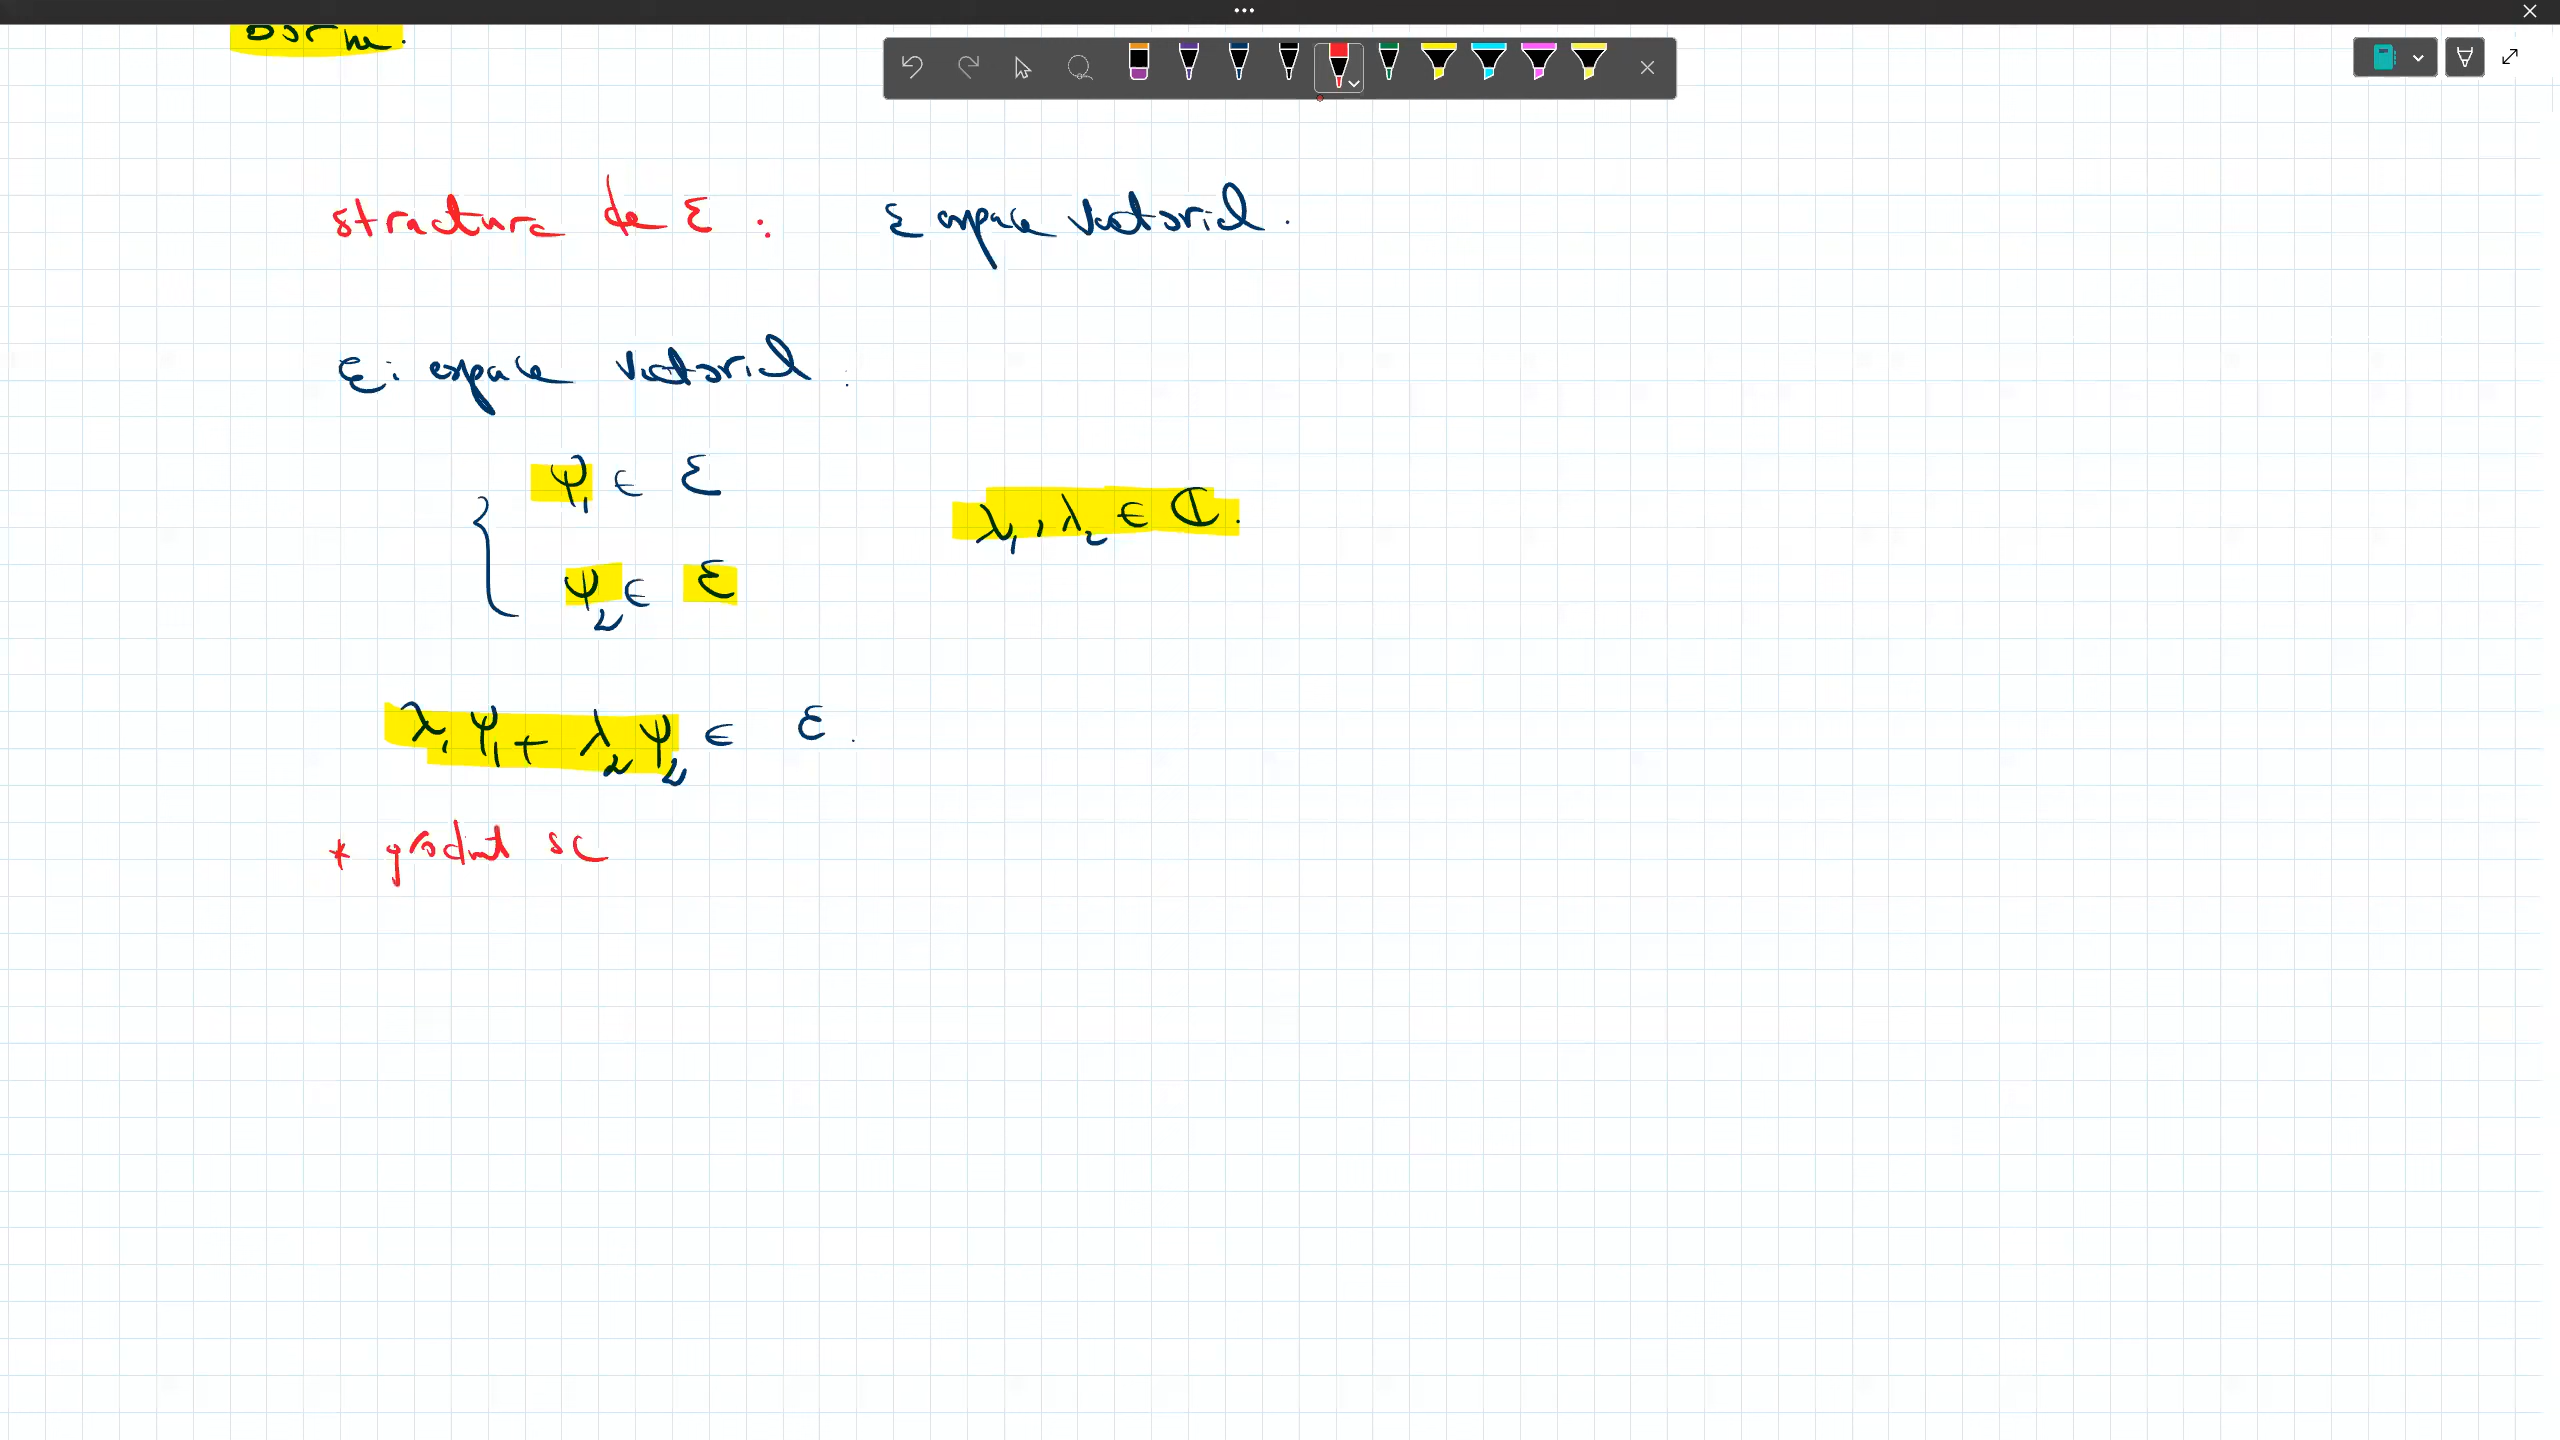 structure de ℰ : ℰ espace vectoriel.
ℰ : espace vectoriel.
ψ₁ ∈ ℰ
λ₁, λ₂ ∈ ℂ.
ψ₂ ∈ ℰ
λ₁ψ₁ + λ₂ψ₂ ∈ ℰ.
* produit sc